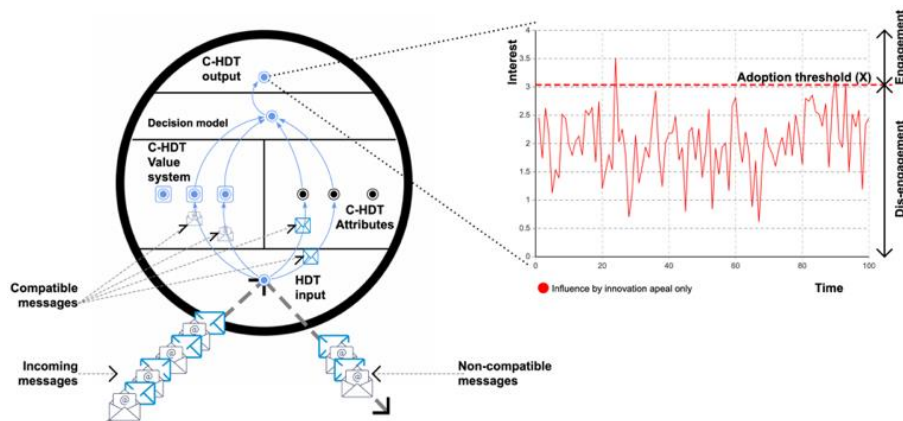 C-HDT
output
Decision model
C-HDT
Value
system
C-HDT
Attributes
HDT
input
Compatible
messages
Incoming
messages
Non-compatible
messages
Interest
4
3.5
3
2.5
2
1.5
1
0.5
0
0
20
40
60
80
100
Adoption threshold (X)
Engagement
Dis-engagement
Influence by innovation apeal only
Time